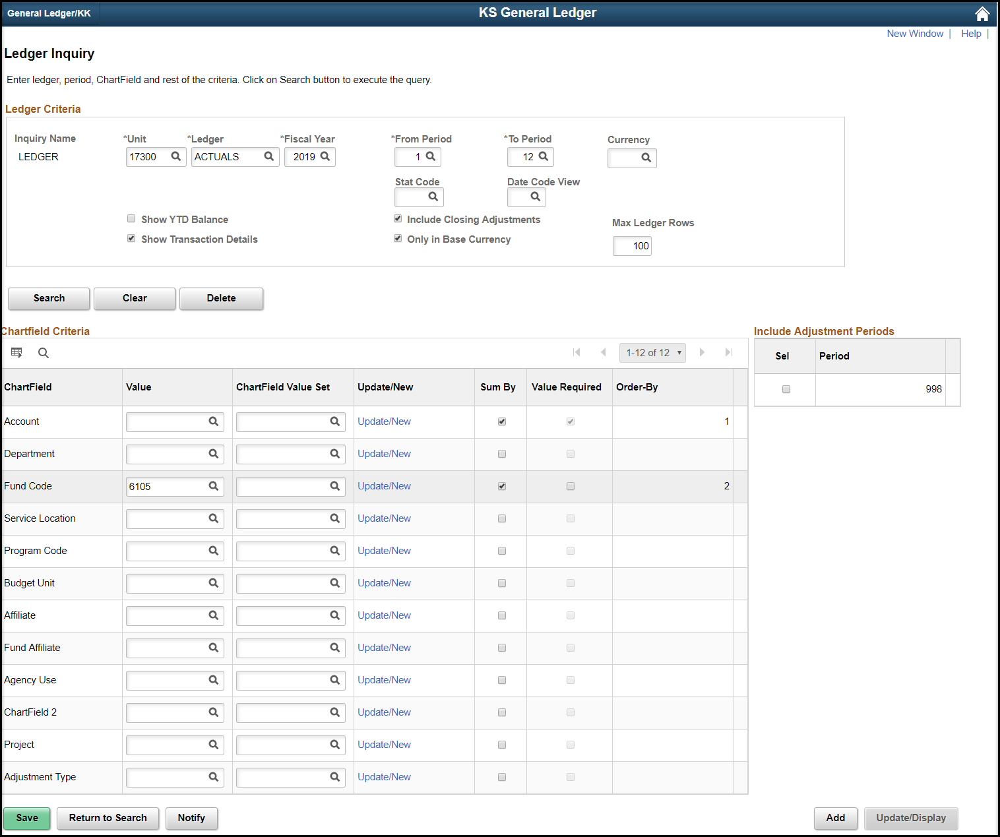 General Ledger/KK
KS General Ledger
New Window | Help |
Ledger Inquiry
Enter ledger, period, ChartField and rest of the criteria. Click on Search button to execute the query.
Ledger Criteria
Inquiry Name *Unit *Ledger *Fiscal Year *From Period *To Period Currency
LEDGER 17300 ACTUALS 2019 1 12
Stat Code Date Code View
Show YTD Balance Include Closing Adjustments Max Ledger Rows
Show Transaction Details Only in Base Currency 100
Search Clear Delete
Chartfield Criteria
1-12 of 12
ChartField Value ChartField Value Set Update/New Sum By Value Required Order-By
Account Update/New 1
Department Update/New
Fund Code 6105 Update/New 2
Service Location Update/New
Program Code Update/New
Budget Unit Update/New
Affiliate Update/New
Fund Affiliate Update/New
Agency Use Update/New
ChartField 2 Update/New
Project Update/New
Adjustment Type Update/New
Include Adjustment Periods
Sel Period
998
Save Return to Search Notify Add Update/Display